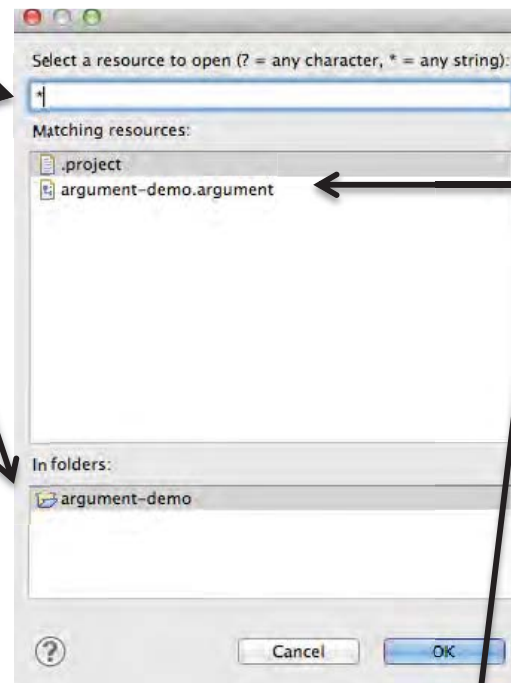 Select a resource to open (? = any character, * = any string):
*
Matching resources:
.project
argument-demo.argument
In folders:
argument-demo
?
Cancel
OK